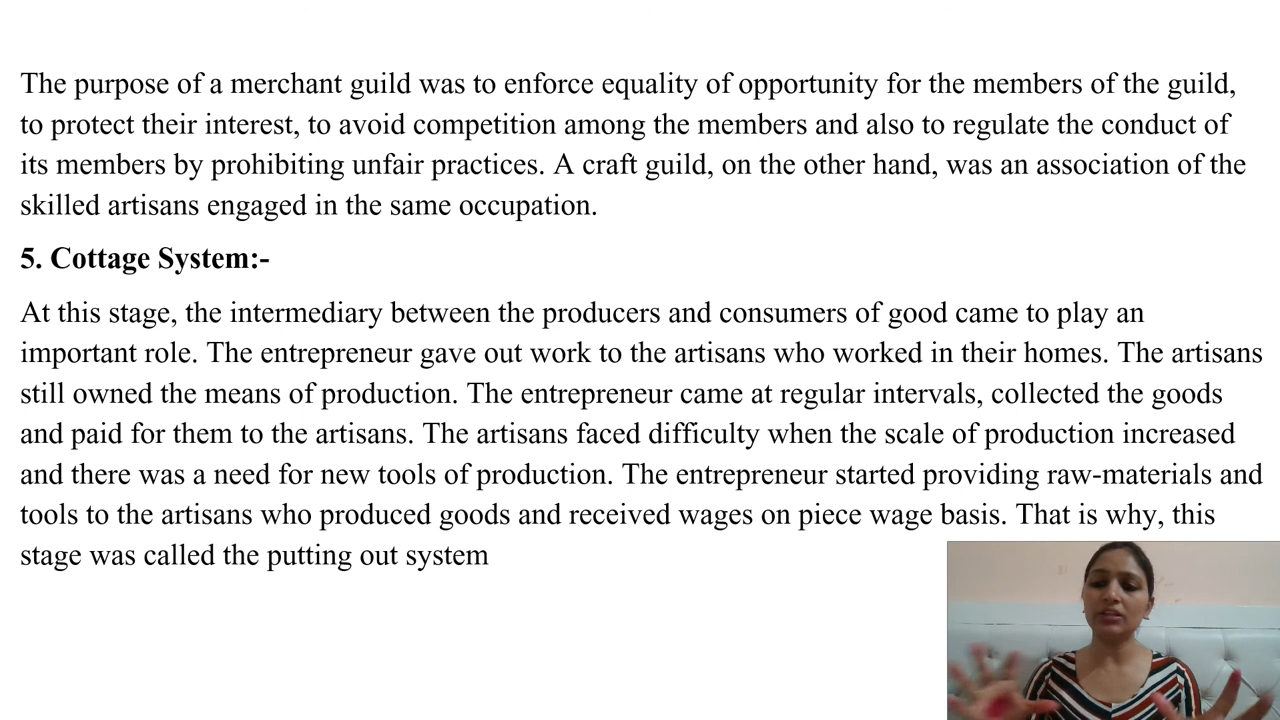 The purpose of a merchant guild was to enforce equality of opportunity for the members of the guild,
to protect their interest, to avoid competition among the members and also to regulate the conduct of
its members by prohibiting unfair practices. A craft guild, on the other hand, was an association of the
skilled artisans engaged in the same occupation.
5. Cottage System:-
At this stage, the intermediary between the producers and consumers of good came to play an
important role. The entrepreneur gave out work to the artisans who worked in their homes. The artisans
still owned the means of production. The entrepreneur came at regular intervals, collected the goods
and paid for them to the artisans. The artisans faced difficulty when the scale of production increased
and there was a need for new tools of production. The entrepreneur started providing raw-materials and
tools to the artisans who produced goods and received wages on piece wage basis. That is why, this
stage was called the putting out system